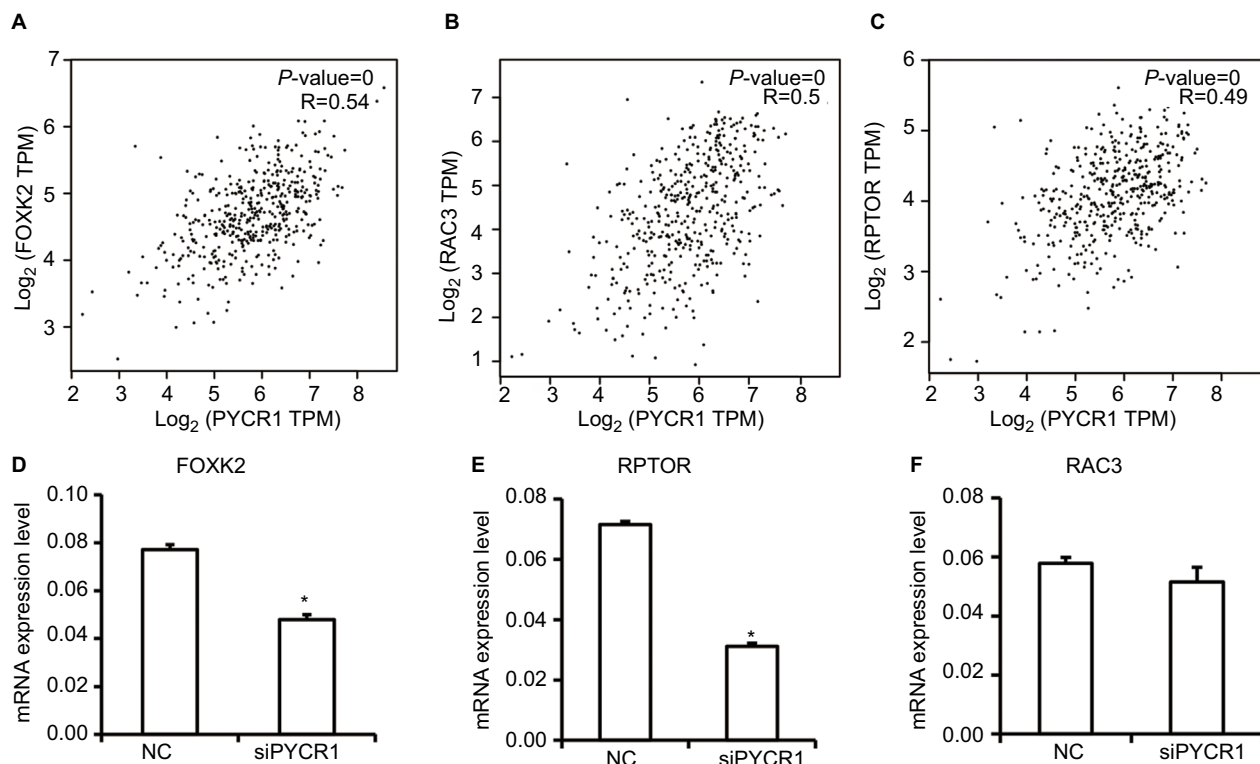 A
P-value=0
R=0.54
7
6
5
4
3
2 3 4 5 6 7 8
Log2 (FOXK2 TPM)
Log2 (PYCR1 TPM)
B
P-value=0
R=0.5
7
6
5
4
3
2
1
2 3 4 5 6 7 8
Log2 (RAC3 TPM)
Log2 (PYCR1 TPM)
C
P-value=0
R=0.49
6
5
4
3
2
2 3 4 5 6 7 8
Log2 (RPTOR TPM)
Log2 (PYCR1 TPM)
D
FOXK2
mRNA expression level
0.10
0.08
0.06
0.04
0.02
0.00
*
NC siPYCR1
E
RPTOR
mRNA expression level
0.08
0.06
0.04
0.02
0.00
*
NC siPYCR1
F
RAC3
mRNA expression level
0.08
0.06
0.04
0.02
0.00
NC siPYCR1